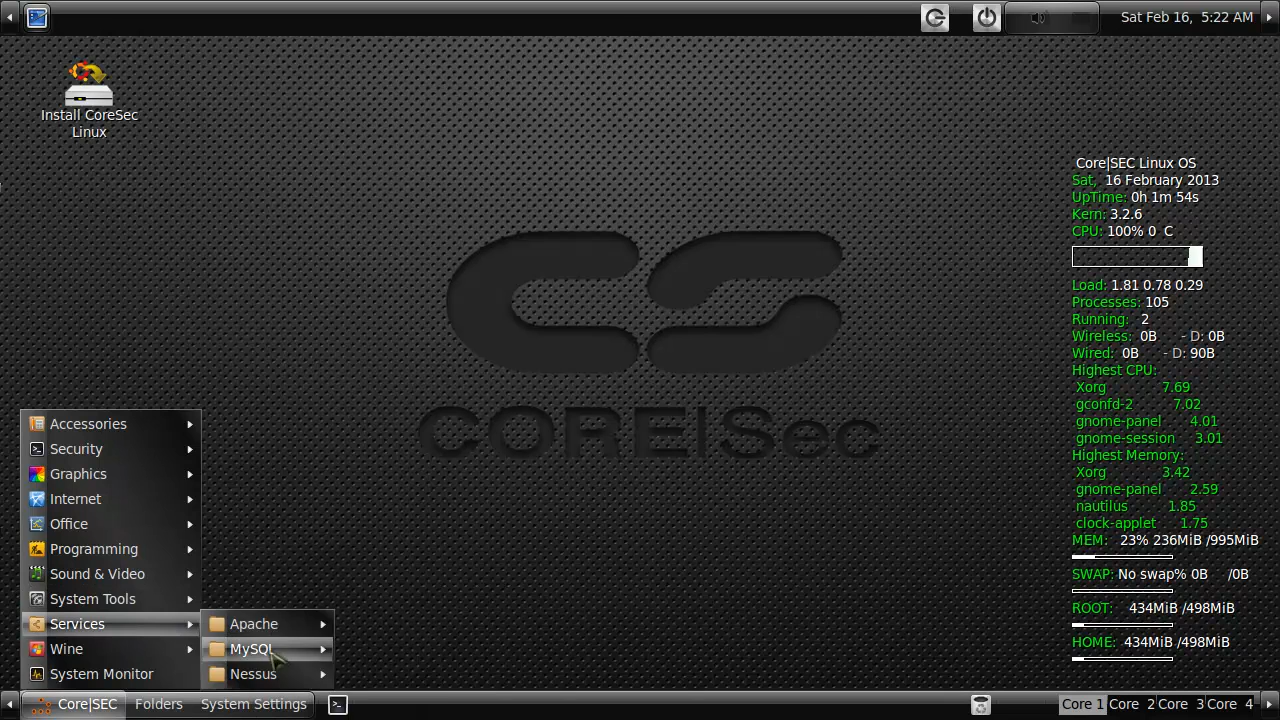 Sat Feb 16, 5:22 AM
Install CoreSec
Linux
Core|SEC Linux OS
Sat, 16 February 2013
UpTime: 0h 1m 54s
Kern: 3.2.6
CPU: 100% 0 C
Load: 1.81 0.78 0.29
Processes: 105
Running: 2
Wireless: 0B - D: 0B
Wired: 0B - D: 90B
Highest CPU:
Xorg 7.69
gconfd-2 7.02
gnome-panel 4.01
gnome-session 3.01
Highest Memory:
Xorg 3.42
gnome-panel 2.59
nautilus 1.85
clock-applet 1.75
MEM: 23% 236MiB /995MiB
SWAP: No swap% 0B /0B
ROOT: 434MiB /498MiB
HOME: 434MiB /498MiB
CS
CORE|Sec
Accessories
Security
Graphics
Internet
Office
Programming
Sound & Video
System Tools
Services
Wine
System Monitor
Apache
MySQL
Nessus
Core|SEC Folders System Settings
Core 1 Core 2 Core 3 Core 4